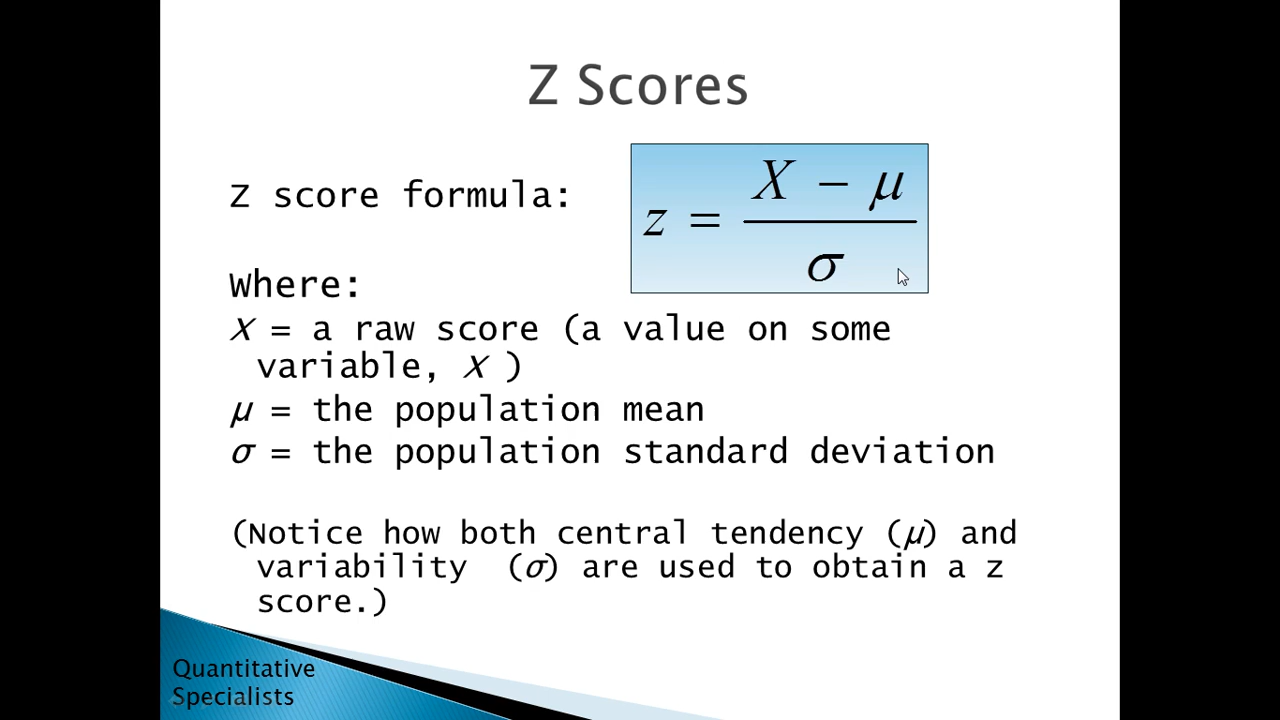 Z Scores
Z score formula:
z = X − μ / σ
Where:
X = a raw score (a value on some
variable, X )
μ = the population mean
σ = the population standard deviation
(Notice how both central tendency (μ) and
variability (σ) are used to obtain a z
score.)
Quantitative
Specialists